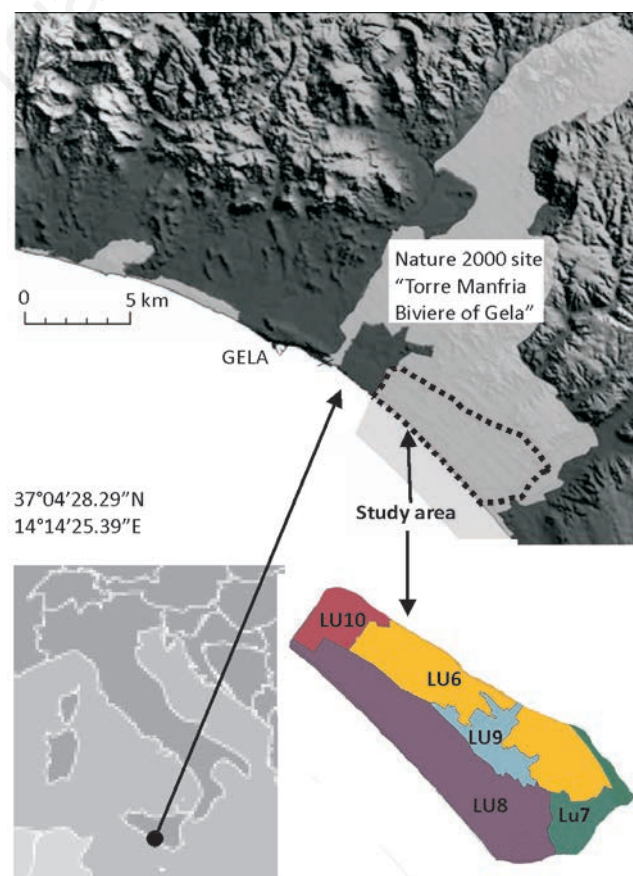 Nature 2000 site
“Torre Manfria
Biviere of Gela”
0 5 km
GELA
37°04’28.29”N
14°14’25.39”E
Study area
LU10
LU6
LU9
LU8
Lu7